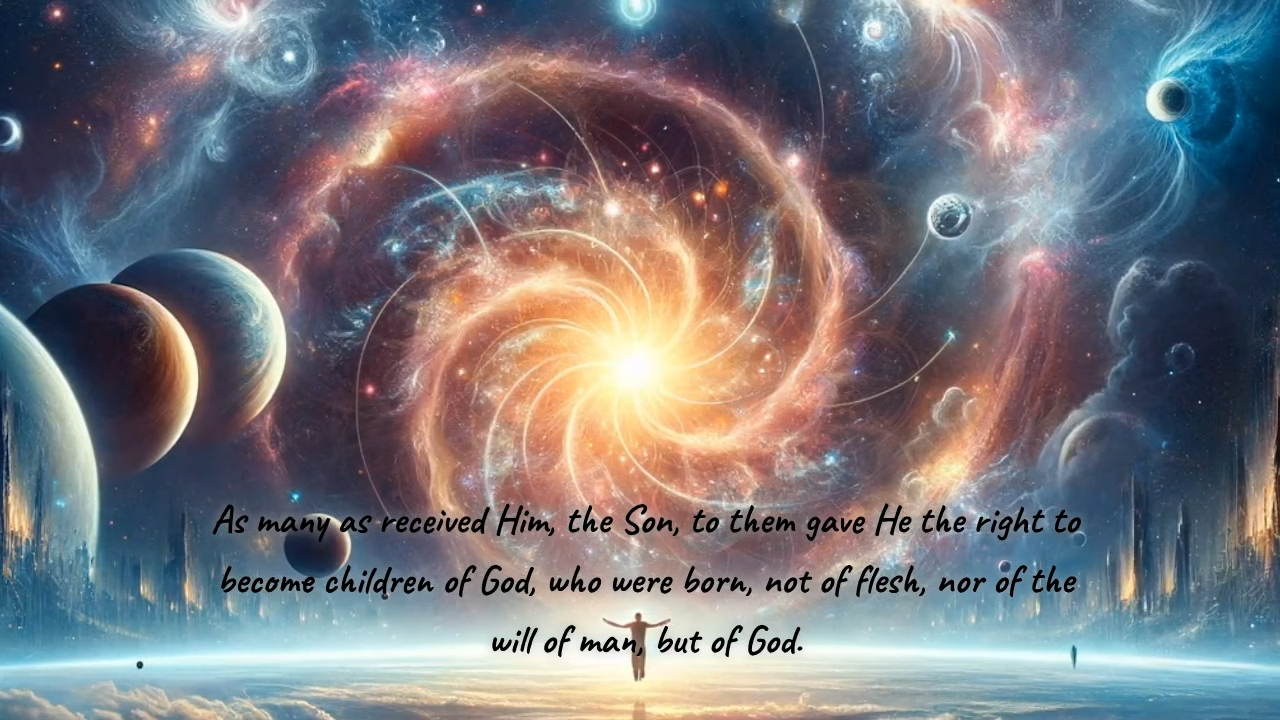 As many as received Him, the Son, to them gave He the right to
become children of God, who were born, not of flesh, nor of the
will of man, but of God.